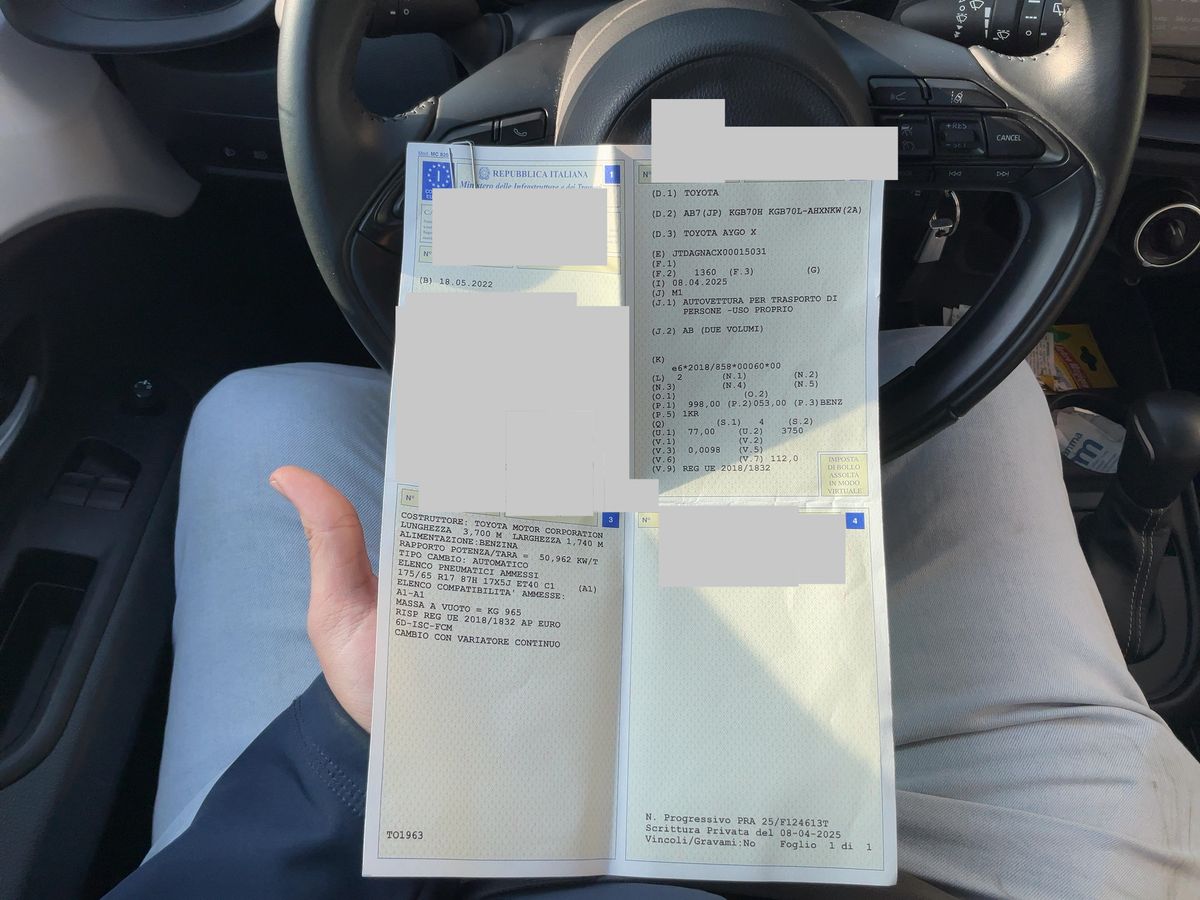 CANCEL
+RES
Mod. MC 820
REPUBBLICA ITALIANA
1
I
Ministero delle Infrastrutture e dei
N°
(B) 18.05.2022
N°
(D.1) TOYOTA
(D.2) AB7(JP) KGB70H KGB70L-AHXNKW(2A)
(D.3) TOYOTA AYGO X
(E) JTDAGNACX00015031
(F.1)
(F.2) 1360 (F.3) (G)
(I) 08.04.2025
(J) M1
(J.1) AUTOVETTURA PER TRASPORTO DI
PERSONE -USO PROPRIO
(J.2) AB (DUE VOLUMI)
(K)
e6*2018/858*00060*00
(L) 2 (N.1) (N.2)
(N.3) (N.4) (N.5)
(O.1) (O.2)
(P.1) 998,00 (P.2)053,00 (P.3)BENZ
(P.5) 1KR
(Q) (S.1) 4 (S.2)
(U.1) 77,00 (U.2) 3750
(V.1) (V.2)
(V.3) 0,0098 (V.5)
(V.6) (V.7) 112,0
(V.9) REG UE 2018/1832
IMPOSTA
DI BOLLO
ASSOLTA
IN MODO
VIRTUALE
N°
3
COSTRUTTORE: TOYOTA MOTOR CORPORATION
LUNGHEZZA 3,700 M LARGHEZZA 1,740 M
ALIMENTAZIONE:BENZINA
RAPPORTO POTENZA/TARA = 50,962 KW/T
TIPO CAMBIO: AUTOMATICO
ELENCO PNEUMATICI AMMESSI
175/65 R17 87H 17X5J ET40 C1 (A1)
ELENCO COMPATIBILITA' AMMESSE:
A1-A1
MASSA A VUOTO = KG 965
RISP REG UE 2018/1832 AP EURO
6D-ISC-FCM
CAMBIO CON VARIATORE CONTINUO
TO1963
N°
4
N. Progressivo PRA 25/F124613T
Scrittura Privata del 08-04-2025
Vincoli/Gravami:No Foglio 1 di 1